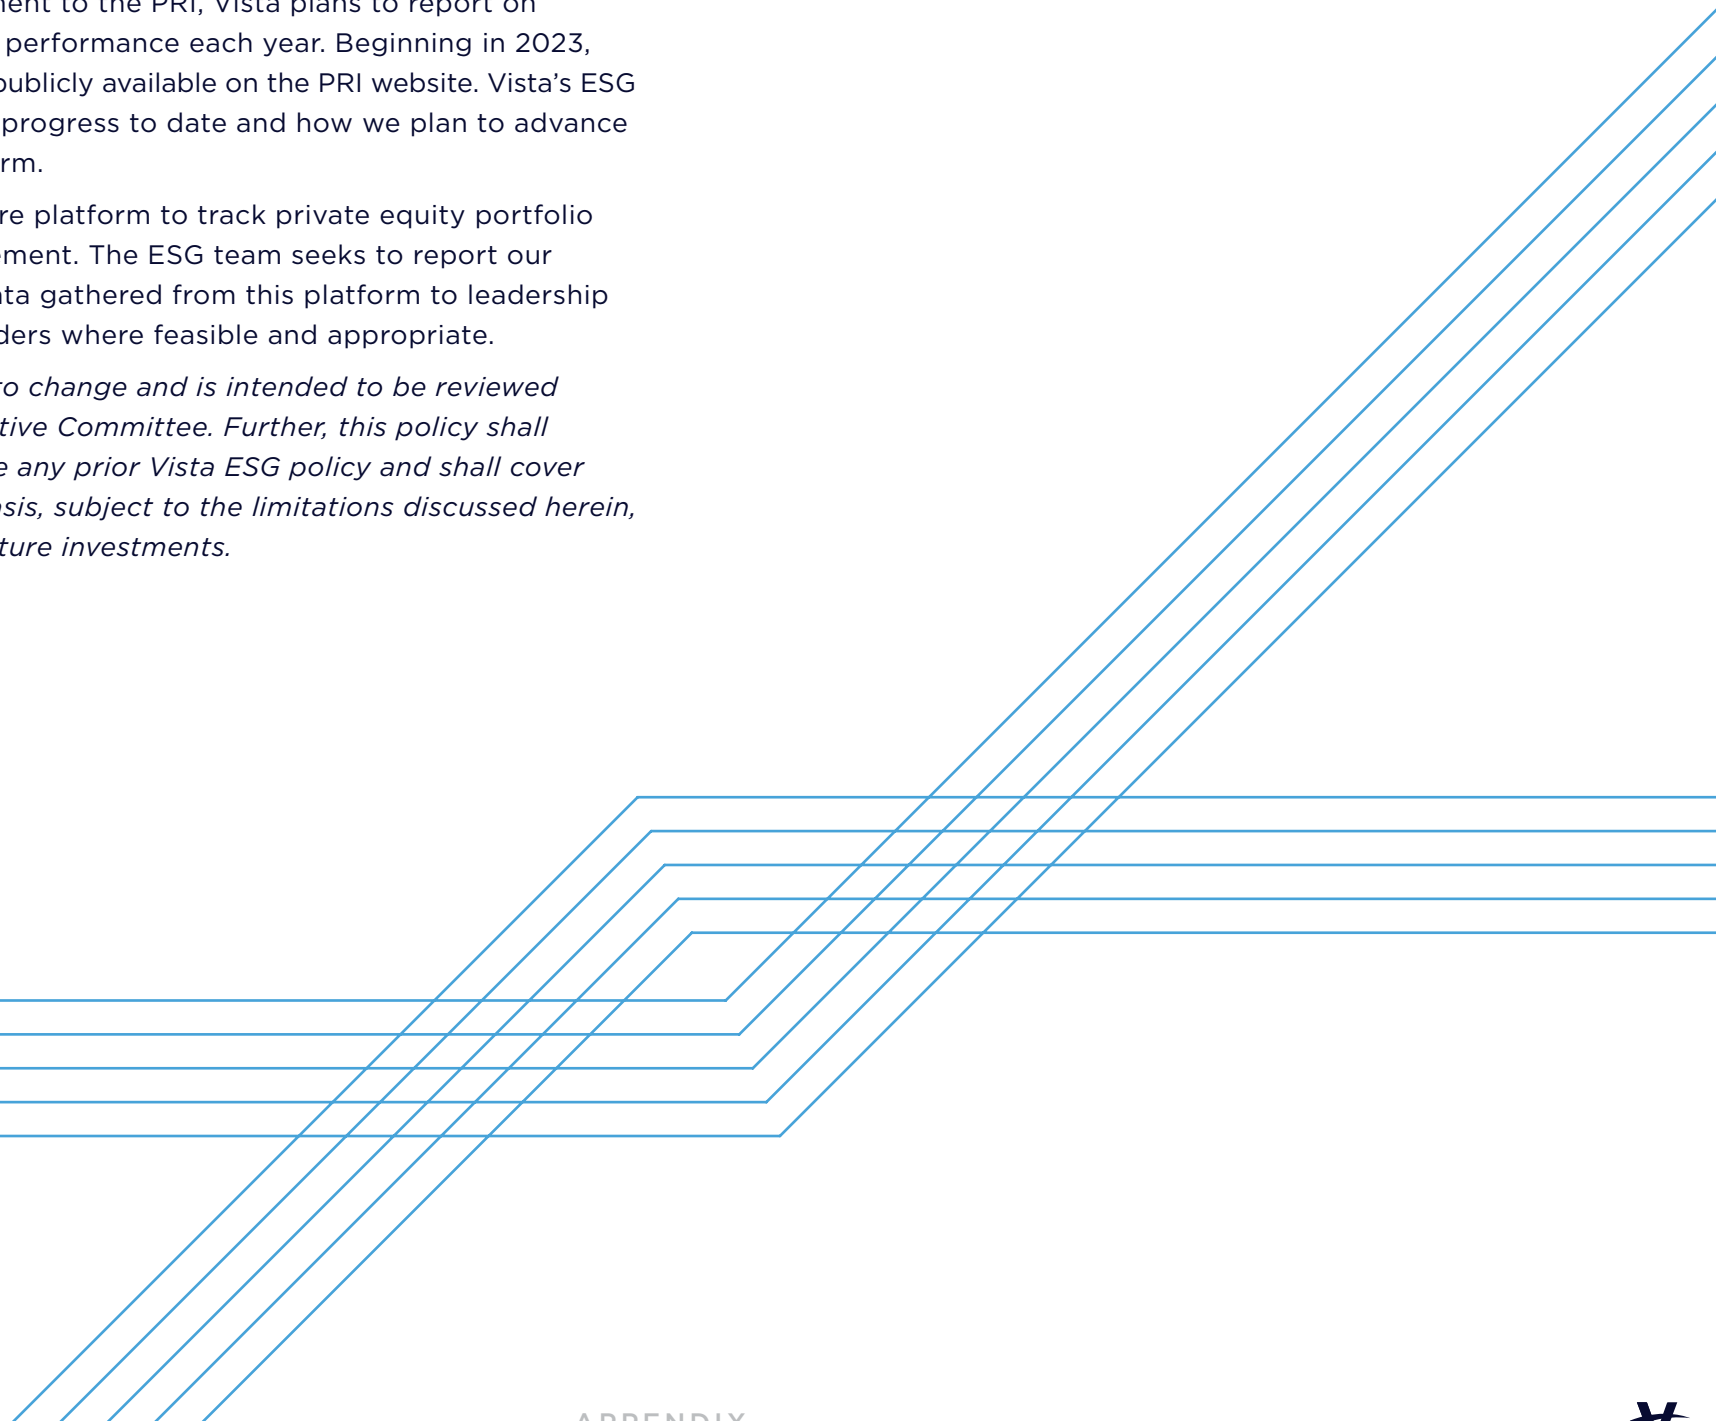 to the PRI, Vista plans to report on
performance each year. Beginning in 2023,
publicly available on the PRI website. Vista's ESG
progress to date and how we plan to advance
rm.
re platform to track private equity portfolio
ement. The ESG team seeks to report our
ta gathered from this platform to leadership
ders where feasible and appropriate.
to change and is intended to be reviewed
tive Committee. Further, this policy shall
e any prior Vista ESG policy and shall cover
sis, subject to the limitations discussed herein,
ture investments.
APPENDIX